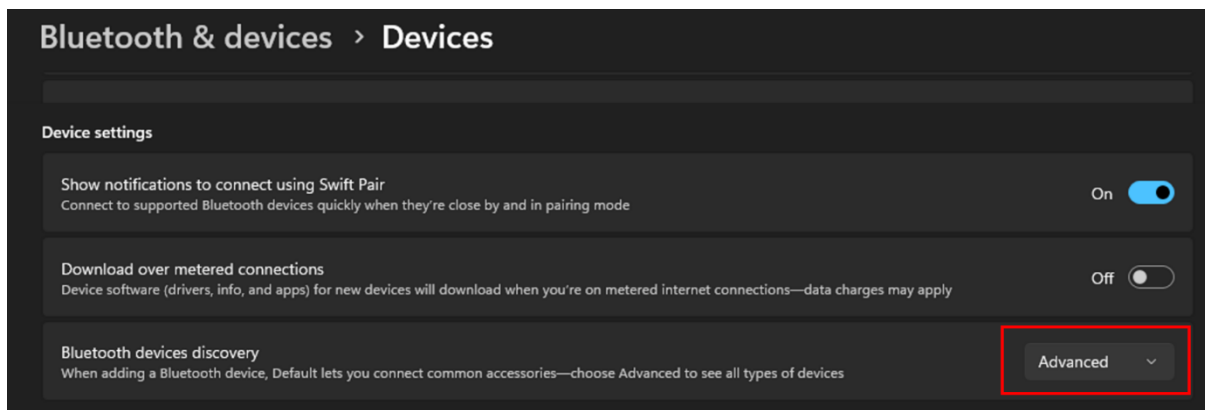 Bluetooth & devices > Devices
Device settings
Show notifications to connect using Swift Pair
Connect to supported Bluetooth devices quickly when they're close by and in pairing mode
On
Download over metered connections
Device software (drivers, info, and apps) for new devices will download when you're on metered internet connections—data charges may apply
Off
Bluetooth devices discovery
When adding a Bluetooth device, Default lets you connect common accessories—choose Advanced to see all types of devices
Advanced